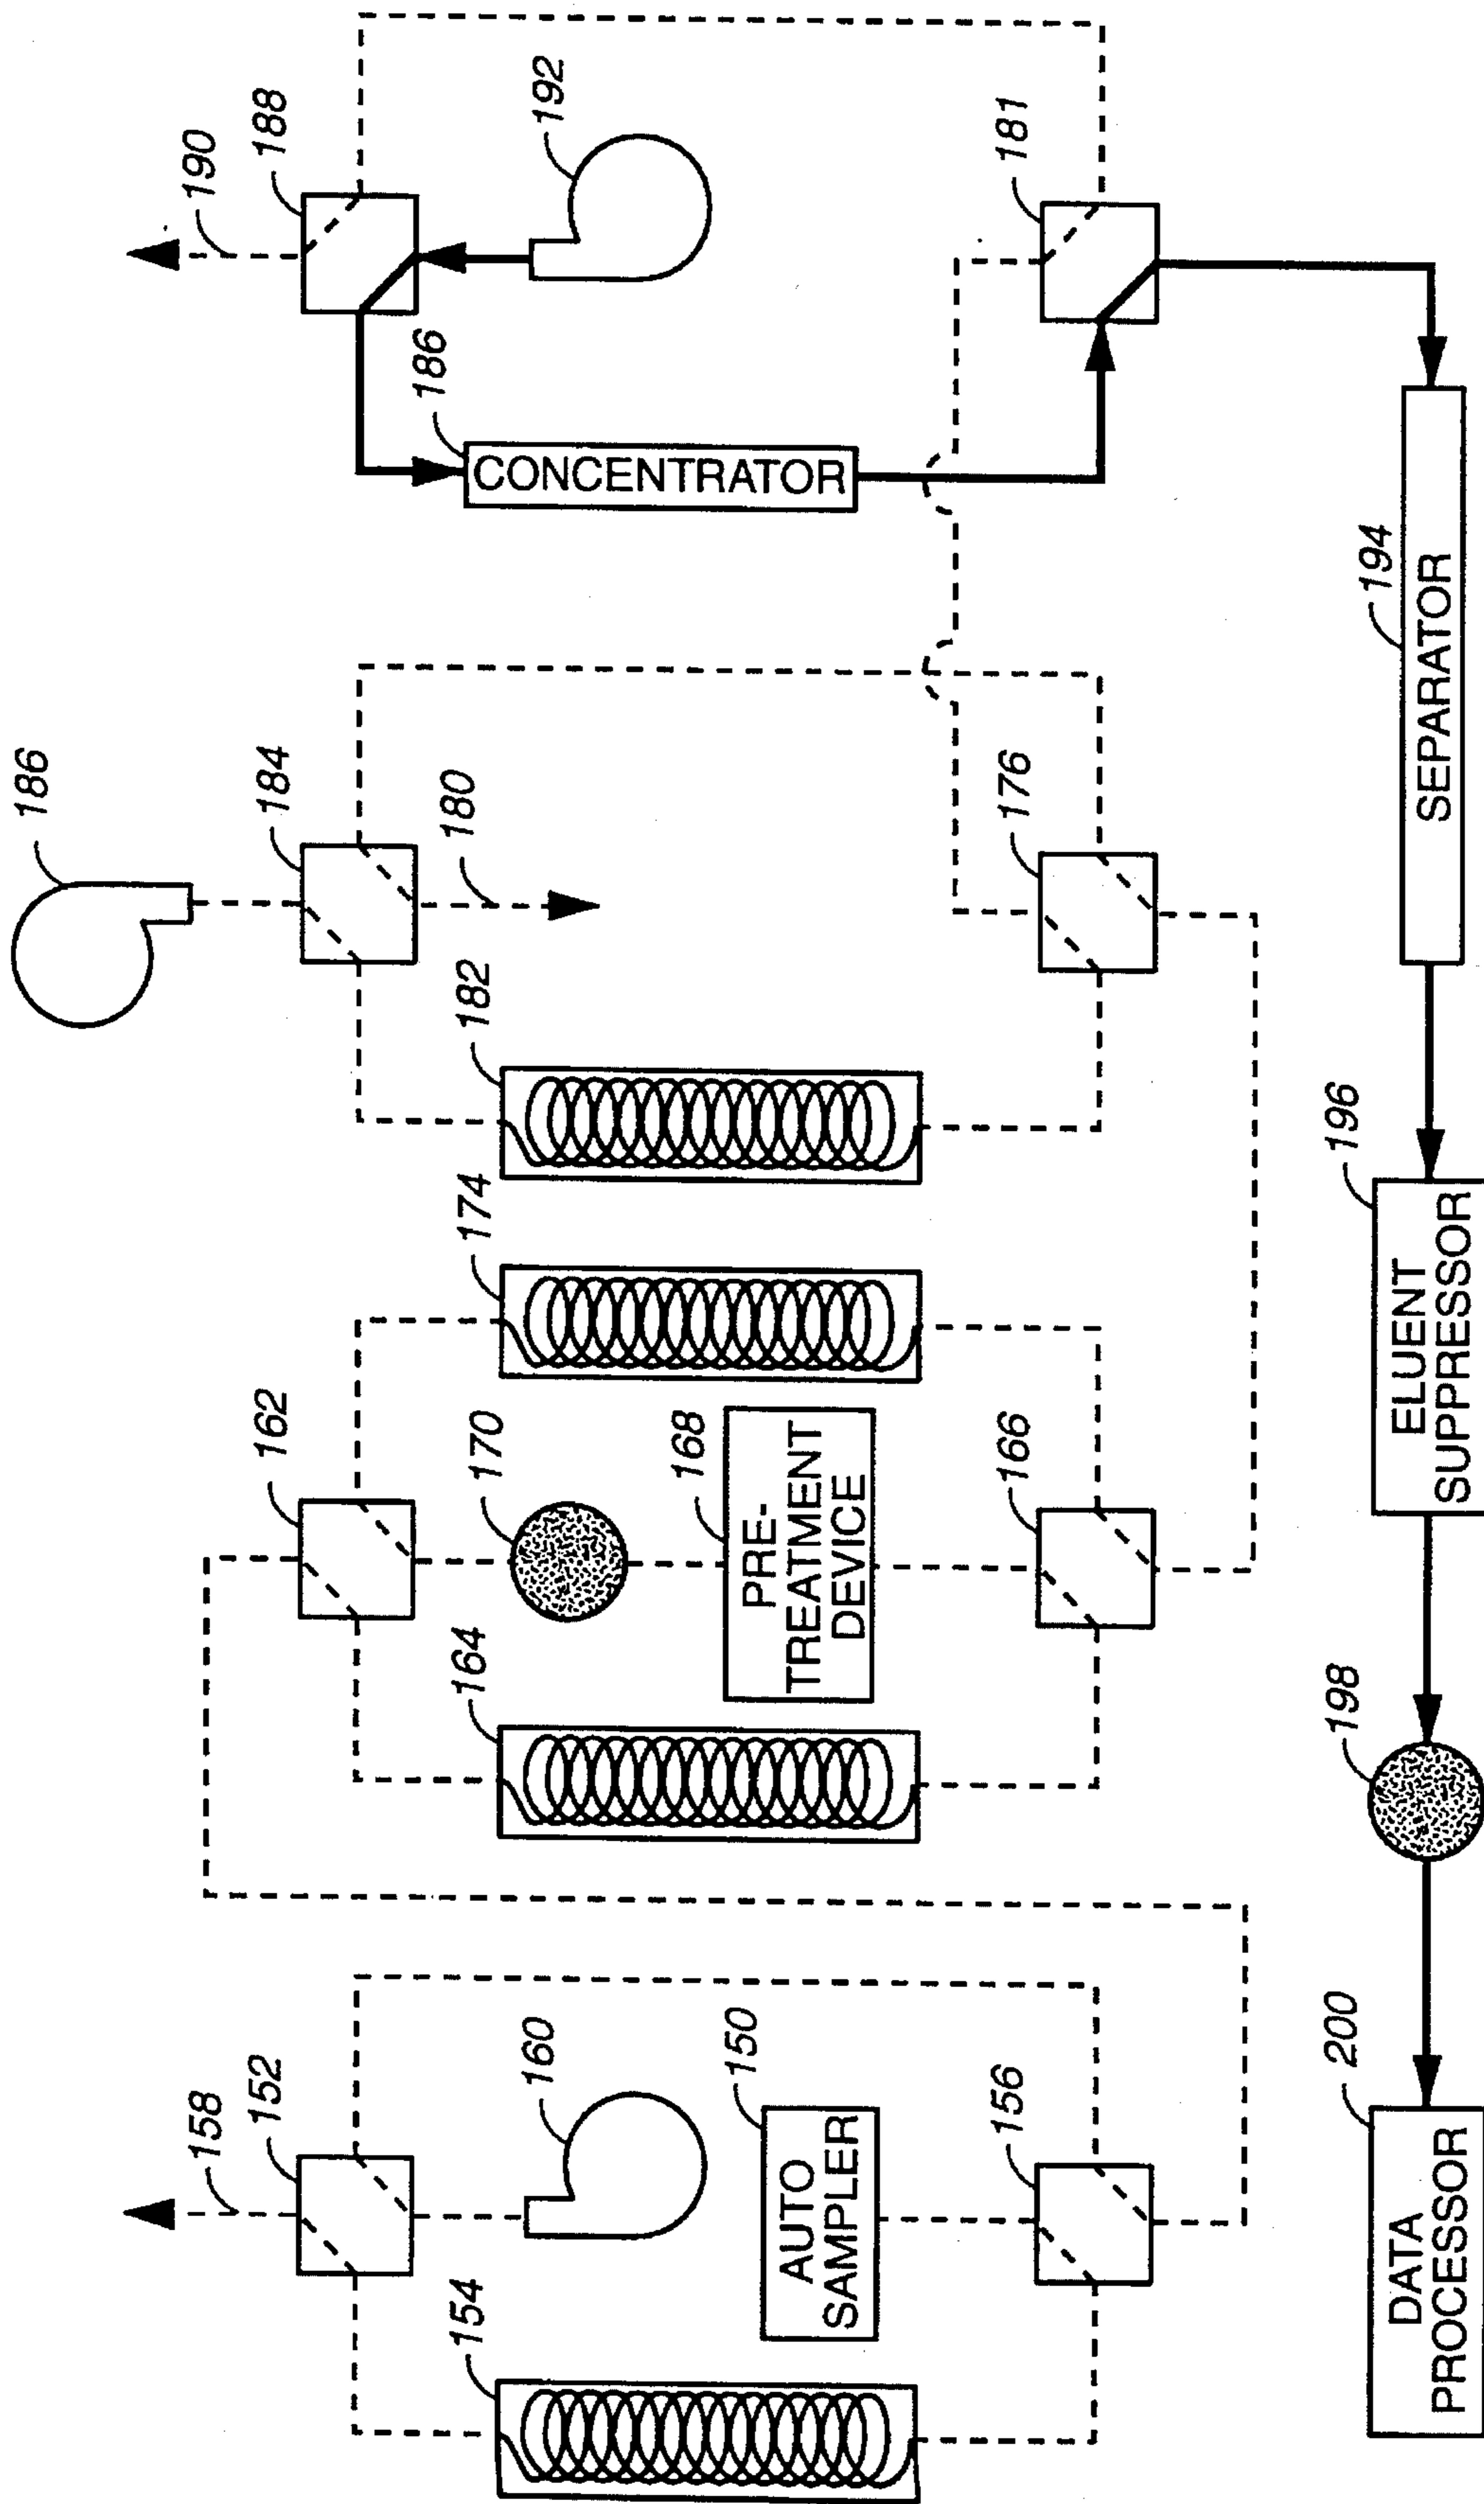 186
190
188
192
184
180
186
CONCENTRATOR
181
182
174
176
162
170
168
PRE-
TREATMENT
DEVICE
166
164
158
152
160
150
AUTO
SAMPLER
156
154
194
SEPARATOR
196
ELUENT
SUPPRESSOR
198
200
DATA
PROCESSOR